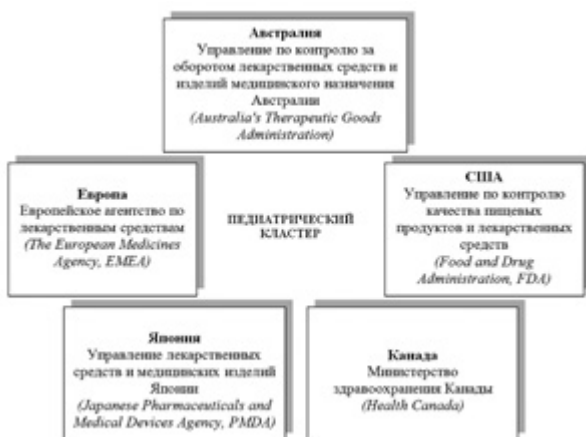 Австралия
Управление по контролю за
оборотом лекарственных средств и
изделий медицинского назначения
Австралии
(Australia's Therapeutic Goods
Administration)
Европа
Европейское агентство по
лекарственным средствам
(The European Medicines
Agency, EMEA)
ПЕДИАТРИЧЕСКИЙ
КЛАСТЕР
США
Управление по контролю
качества пищевых
продуктов и лекарственных
средств
(Food and Drug
Administration, FDA)
Япония
Управление лекарственных
средств и медицинских изделий
Японии
(Japanese Pharmaceuticals and
Medical Devices Agency, PMDA)
Канада
Министерство
здравоохранения Канады
(Health Canada)